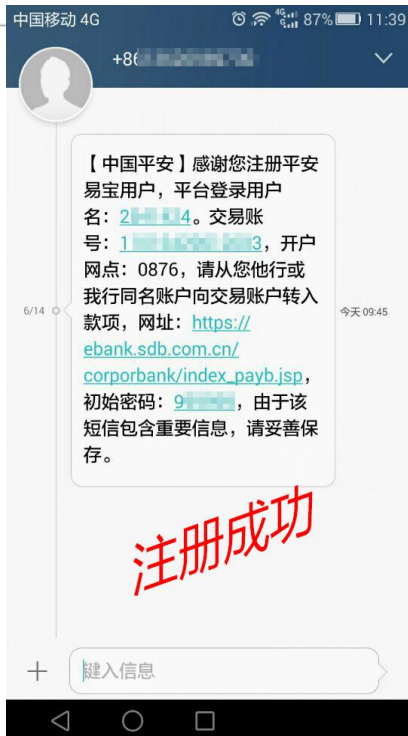 中国移动 4G 4G 87% 11:39
+86
【中国平安】感谢您注册平安
易宝用户，平台登录用户
名：2 4。交易账
号：1 3，开户
网点：0876，请从您他行或
我行同名账户向交易账户转入
款项，网址：https://
ebank.sdb.com.cn/
corporbank/index_payb.jsp，
初始密码：9 ，由于该
短信包含重要信息，请妥善保
存。
6/14
今天 09:45
注册成功
键入信息